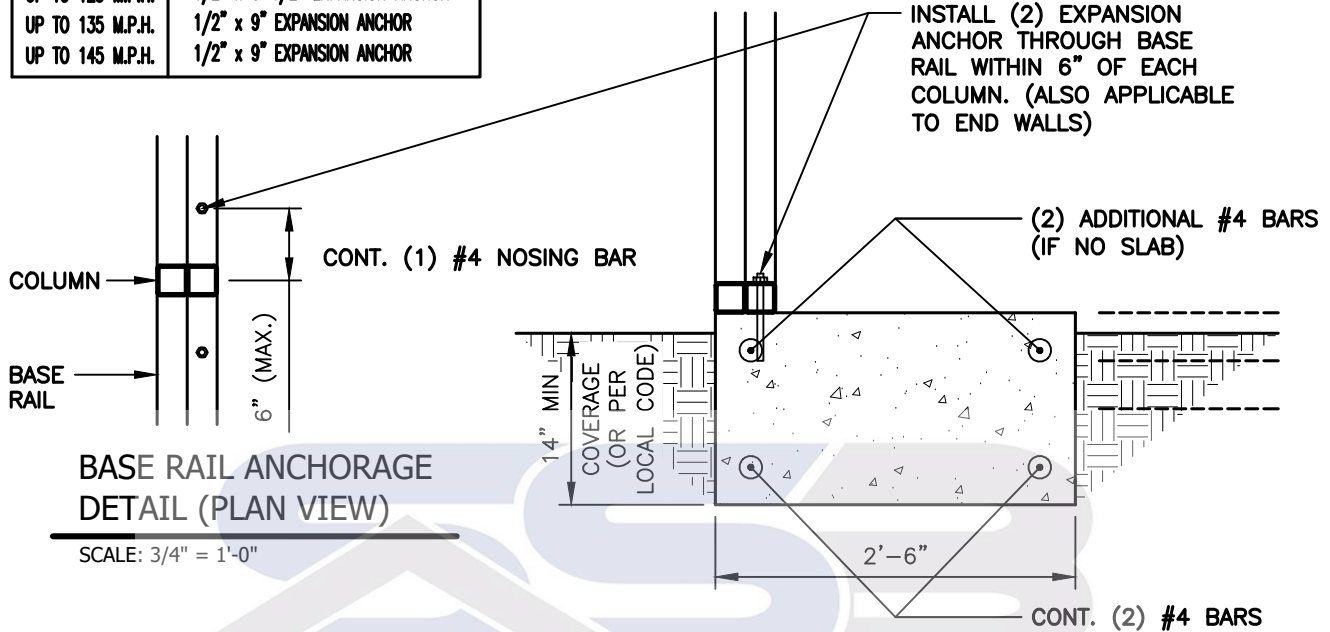 UP TO 135 M.P.H. 1/2" x 9" EXPANSION ANCHOR
UP TO 145 M.P.H. 1/2" x 9" EXPANSION ANCHOR
INSTALL (2) EXPANSION
ANCHOR THROUGH BASE
RAIL WITHIN 6" OF EACH
COLUMN. (ALSO APPLICABLE
TO END WALLS)
(2) ADDITIONAL #4 BARS
(IF NO SLAB)
CONT. (1) #4 NOSING BAR
COLUMN
BASE
RAIL
6" (MAX.)
14" MIN
COVERAGE
(OR PER
LOCAL CODE)
BASE RAIL ANCHORAGE
DETAIL (PLAN VIEW)
SCALE: 3/4" = 1'-0"
2'-6"
CONT. (2) #4 BARS
SSB